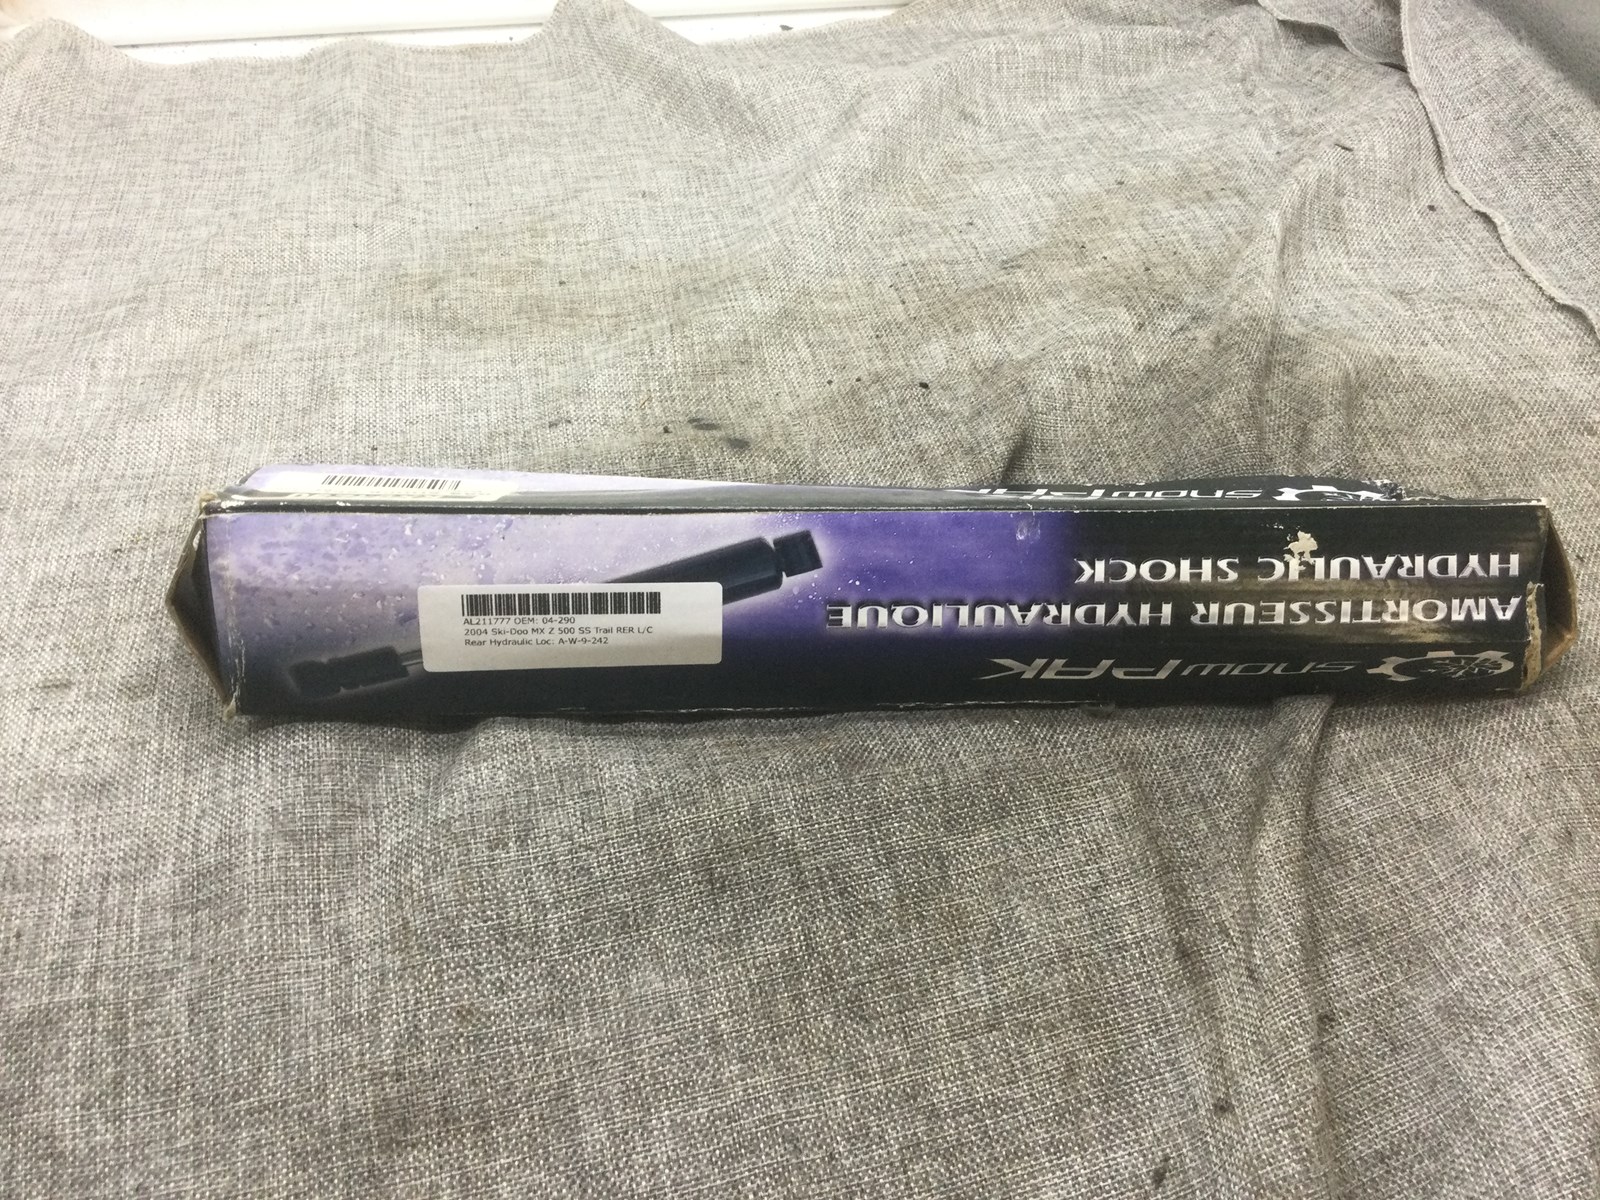 snowPAK
AL211777 OEM: 04-290
2004 Ski-Doo MX Z 500 SS Trail RER L/C
Rear Hydraulic Loc: A-W-9-242
snowPAK
AMORTISSEUR HYDRAULIQUE
HYDRAULIC SHOCK